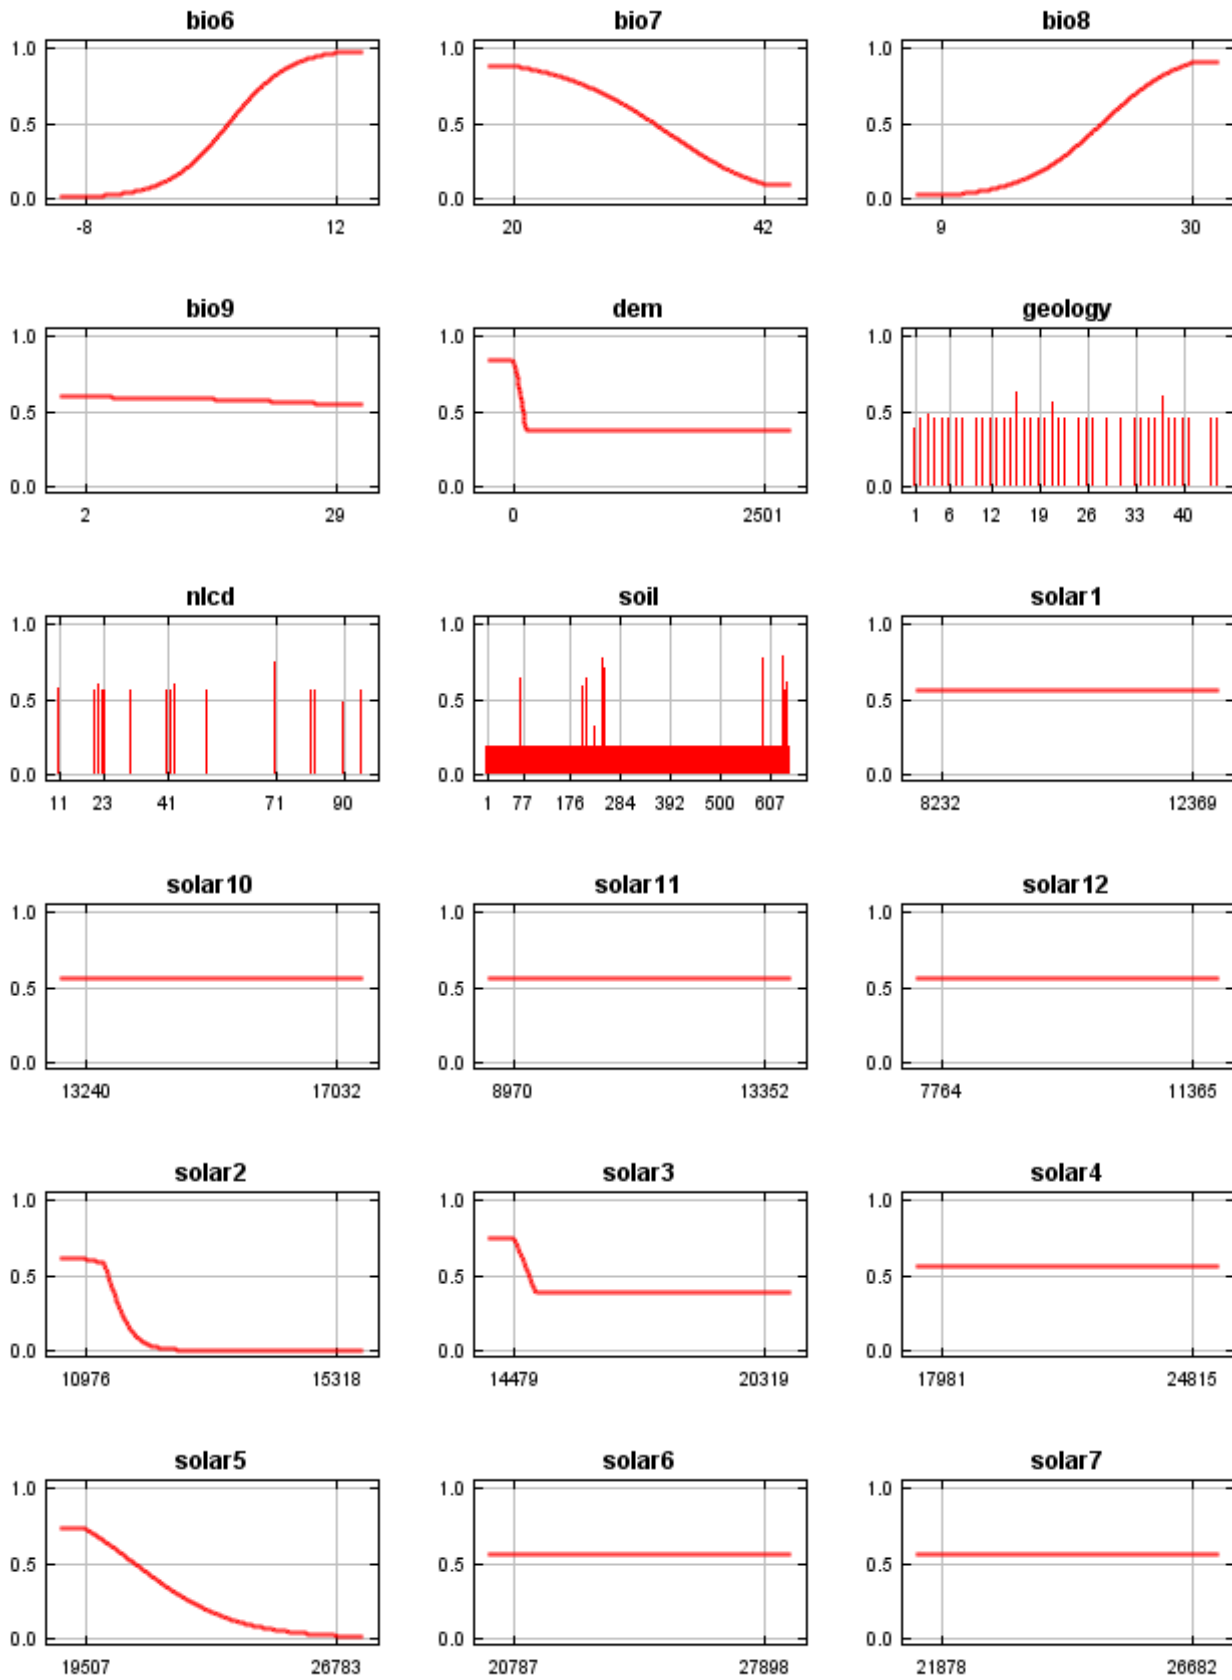 bio6 bio7 bio8
1.0 1.0 1.0
0.5 0.5 0.5
0.0 0.0 0.0
-8 12 20 42 9 30
bio9 dem geology
1.0 1.0 1.0
0.5 0.5 0.5
0.0 0.0 0.0
2 29 0 2501 1 6 12 19 26 33 40
nlcd soil solar1
1.0 1.0 1.0
0.5 0.5 0.5
0.0 0.0 0.0
11 23 41 71 90 1 77 176 284 392 500 607 8232 12369
solar10 solar11 solar12
1.0 1.0 1.0
0.5 0.5 0.5
0.0 0.0 0.0
13240 17032 8970 13352 7764 11365
solar2 solar3 solar4
1.0 1.0 1.0
0.5 0.5 0.5
0.0 0.0 0.0
10976 15318 14479 20319 17981 24815
solar5 solar6 solar7
1.0 1.0 1.0
0.5 0.5 0.5
0.0 0.0 0.0
19507 26783 20787 27898 21878 26682